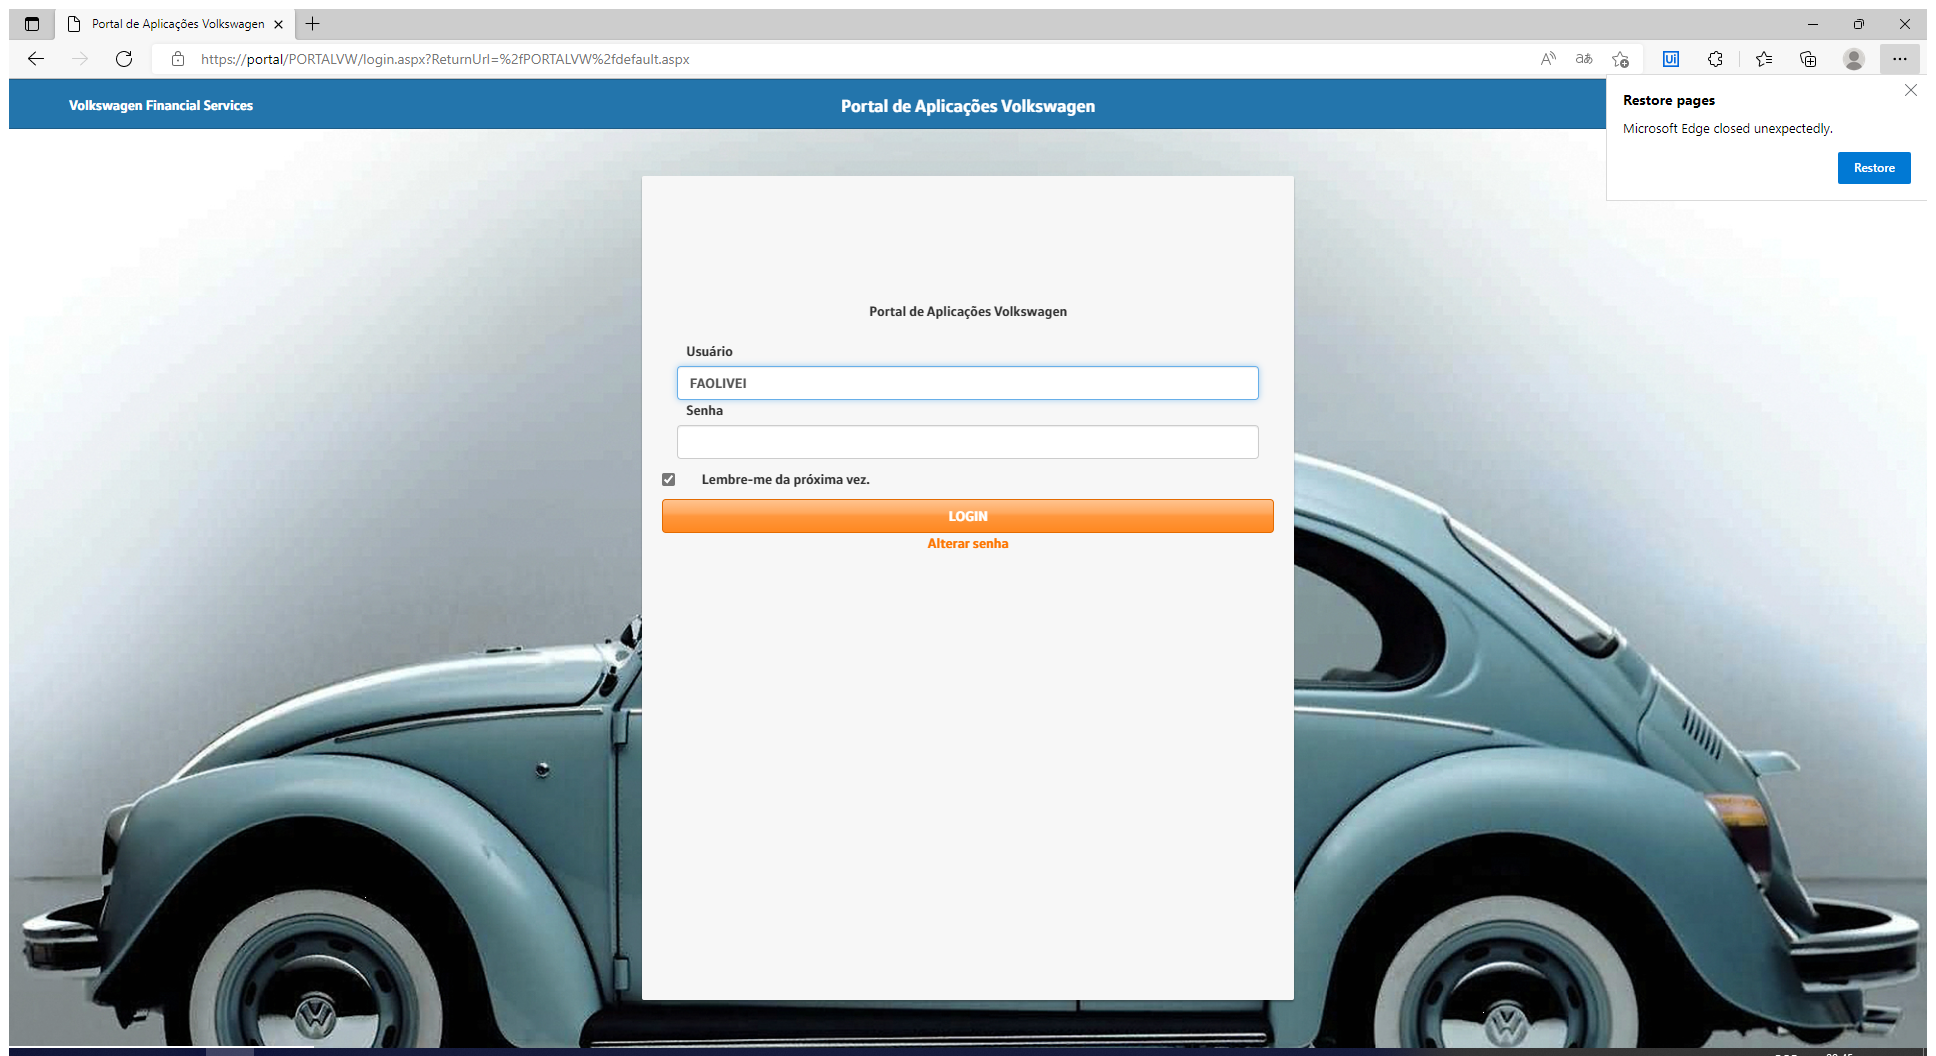 Portal de Aplicações Volkswagen
https://portal/PORTALVW/login.aspx?ReturnUrl=%2fPORTALVW%2fdefault.aspx
Volkswagen Financial Services
Portal de Aplicações Volkswagen
Restore pages
Microsoft Edge closed unexpectedly.
Restore
Portal de Aplicações Volkswagen
Usuário
FAOLIVEI
Senha
Lembre-me da próxima vez.
LOGIN
Alterar senha